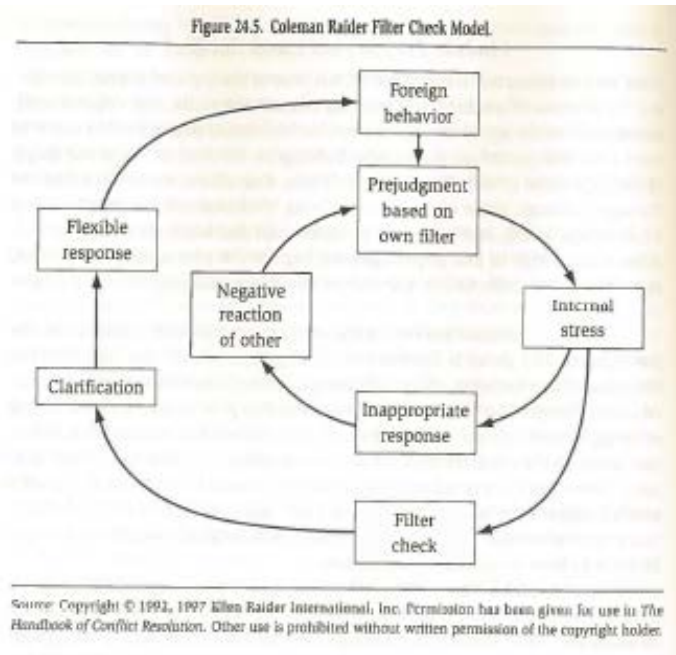 Figure 24.5. Coleman Raider Filter Check Model.
Foreign
behavior
Prejudgment
based on
own filter
Flexible
response
Negative
reaction
of other
Internal
stress
Clarification
Inappropriate
response
Filter
check
Source: Copyright © 1992, 1997 Ellen Raider International, Inc. Permission has been given for use in The
Handbook of Conflict Resolution. Other use is prohibited without written permission of the copyright holder.